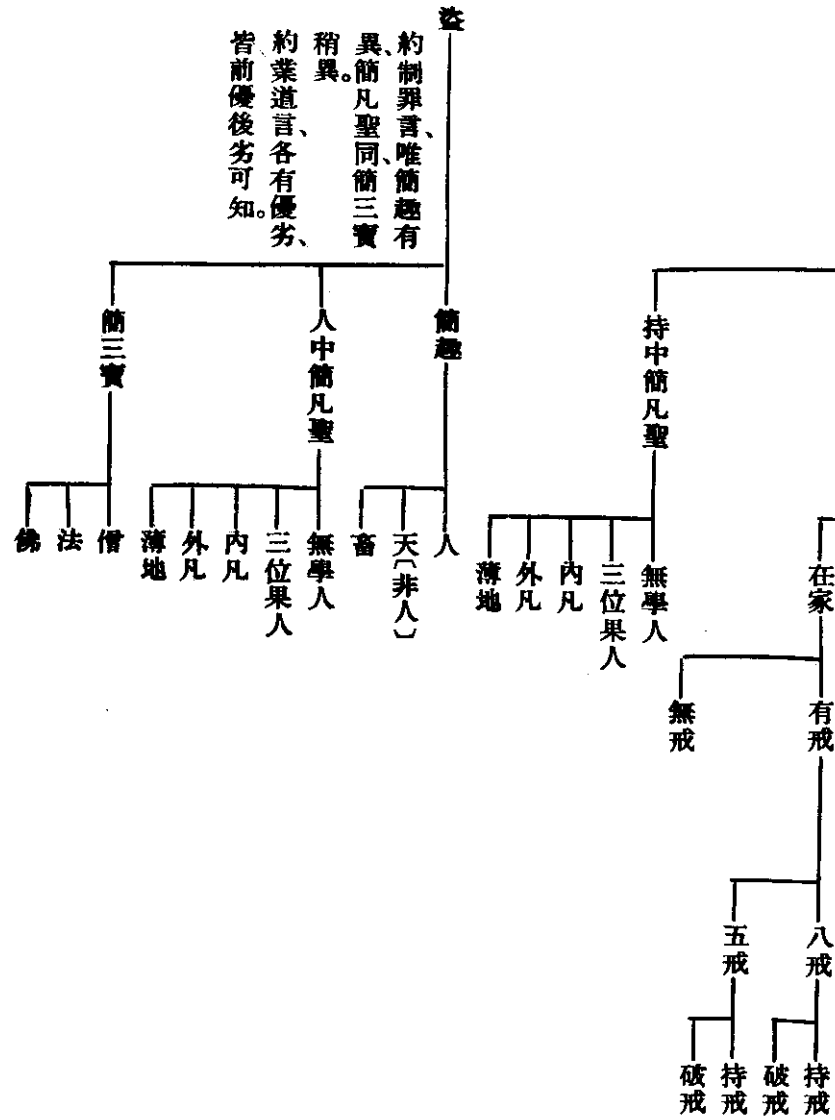 在家
有戒
八戒
持戒
破戒
五戒
持戒
破戒
無戒
持中簡凡聖
無學人
三位果人
內凡
外凡
薄地
盜
約制罪言、唯簡趣有
異、簡凡聖同、簡三寶
稍異。
約業道言、各有優劣、
皆前優後劣可知。
簡趣
人
天〔非人〕
畜
人中簡凡聖
無學人
三位果人
內凡
外凡
薄地
簡三寶
僧
法
佛